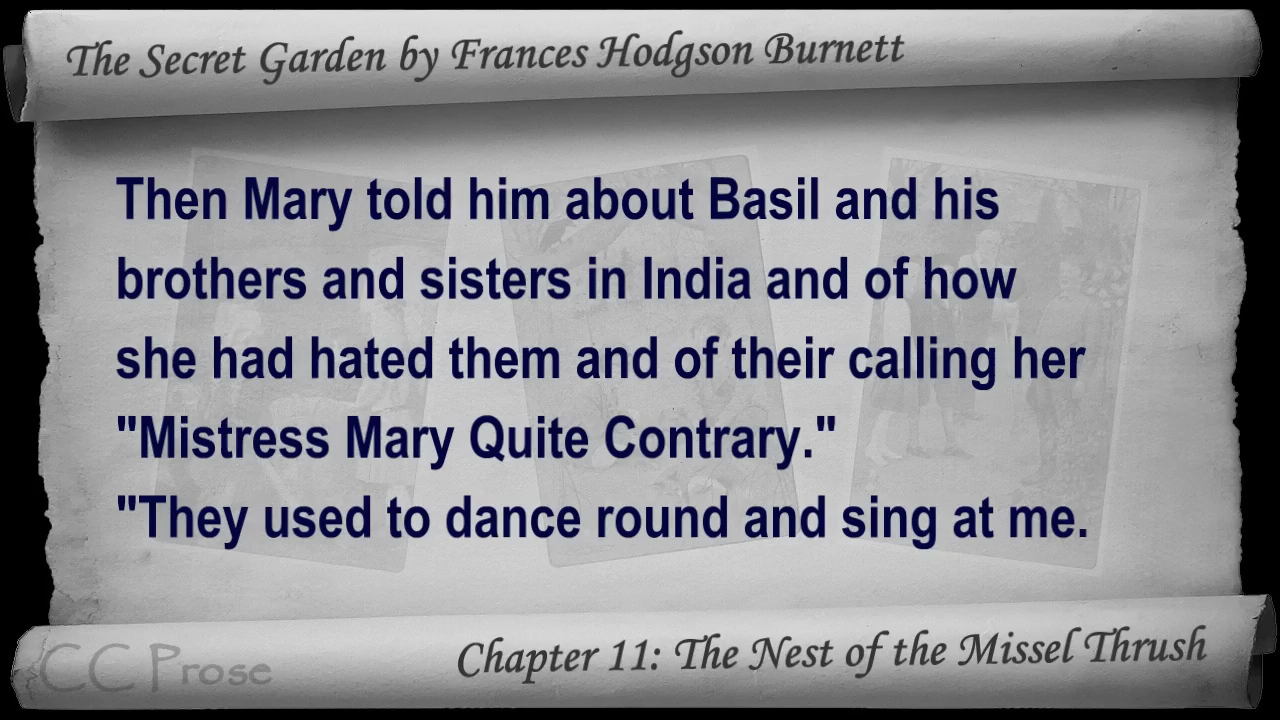 The Secret Garden by Frances Hodgson Burnett
Then Mary told him about Basil and his
brothers and sisters in India and of how
she had hated them and of their calling her
"Mistress Mary Quite Contrary."
"They used to dance round and sing at me.
CC Prose
Chapter 11: The Nest of the Missel Thrush